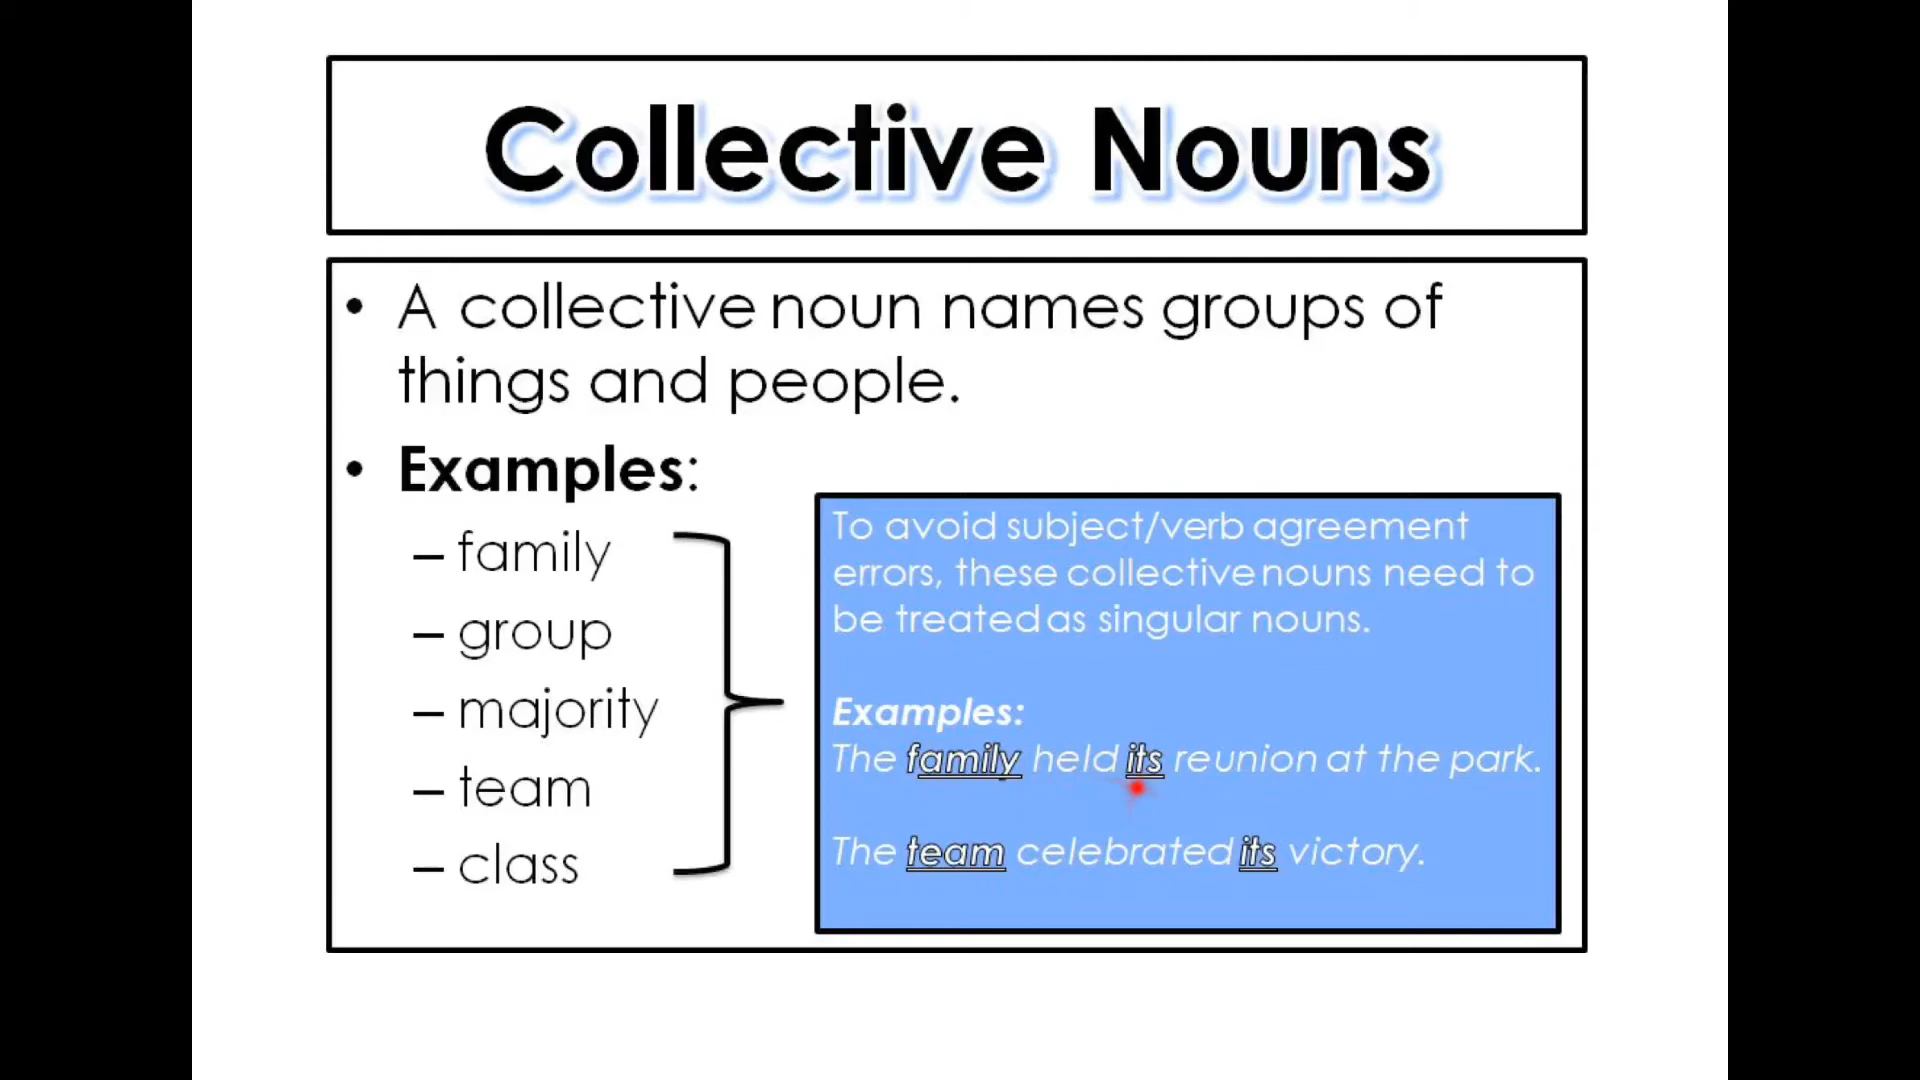 Collective Nouns
• A collective noun names groups of
things and people.
• Examples:
– family
– group
– majority
– team
– class
To avoid subject/verb agreement
errors, these collective nouns need to
be treated as singular nouns.
Examples:
The family held its reunion at the park.
The team celebrated its victory.